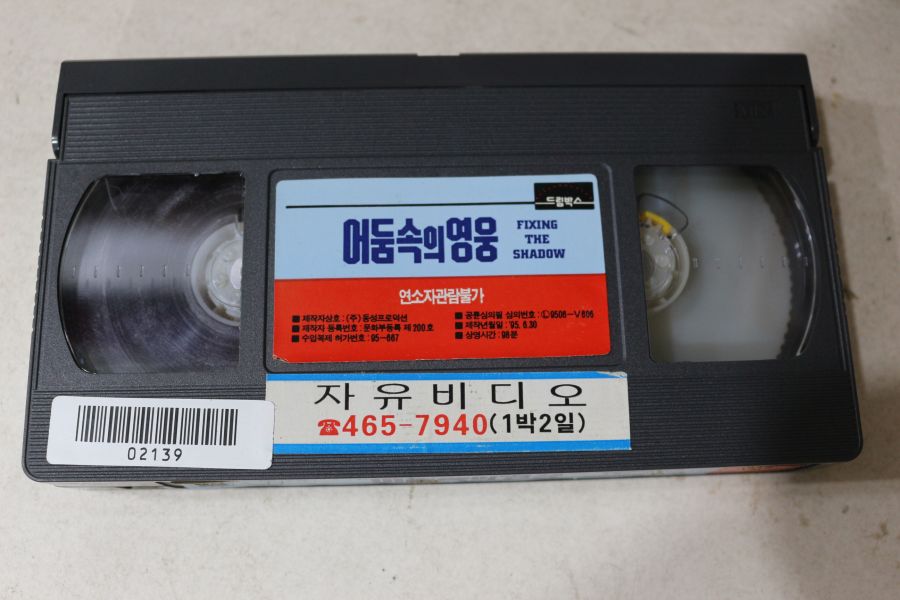 VHS
드림박스
어둠속의영웅
FIXING
THE
SHADOW
연소자관람불가
■ 제작자상호 : (주)동성프로덕션
■ 제작자 등록번호 : 문화부등록 제 200호
■ 수입복제 허가번호 : 95-667
■ 공륜심의필 심의번호 : Ⓛ9506-V606
■ 제작년월일 : '95. 6.30
■ 상영시간 : 98분
자유비디오
☎465-7940(1박2일)
02139